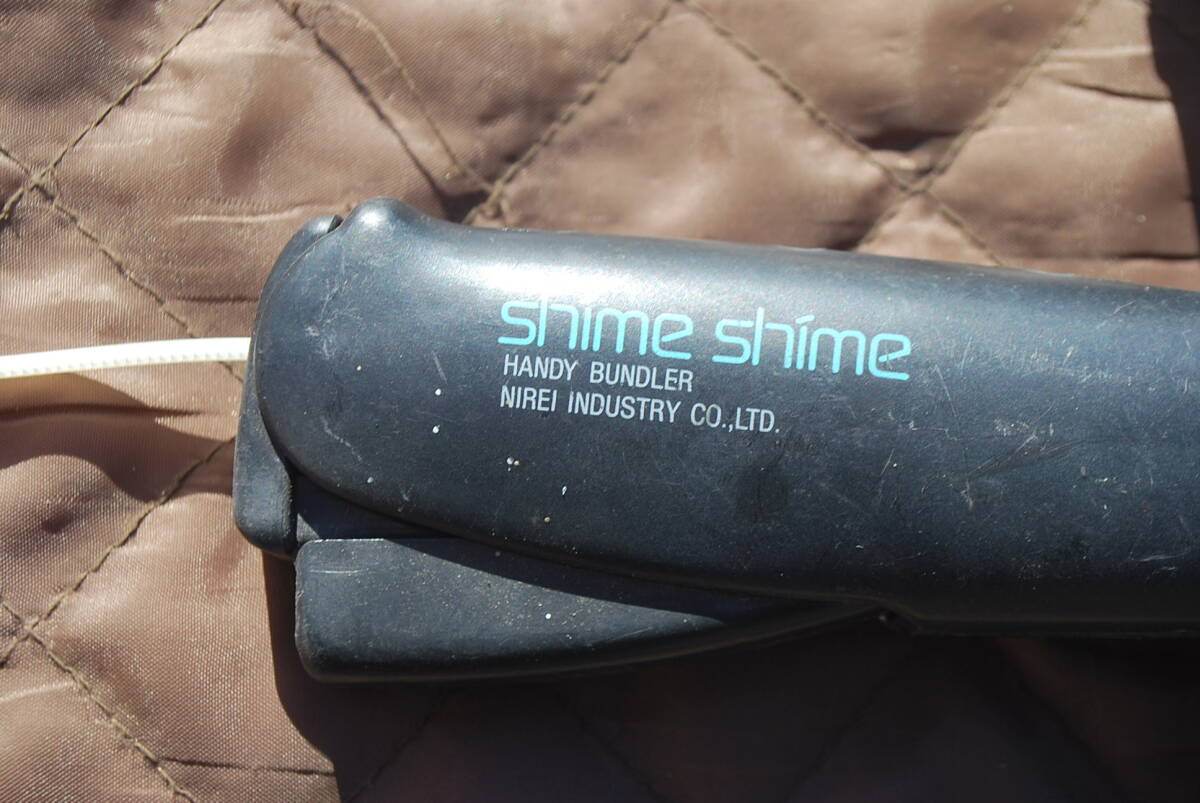 shime shime
HANDY BUNDLER
NIREI INDUSTRY CO.,LTD.